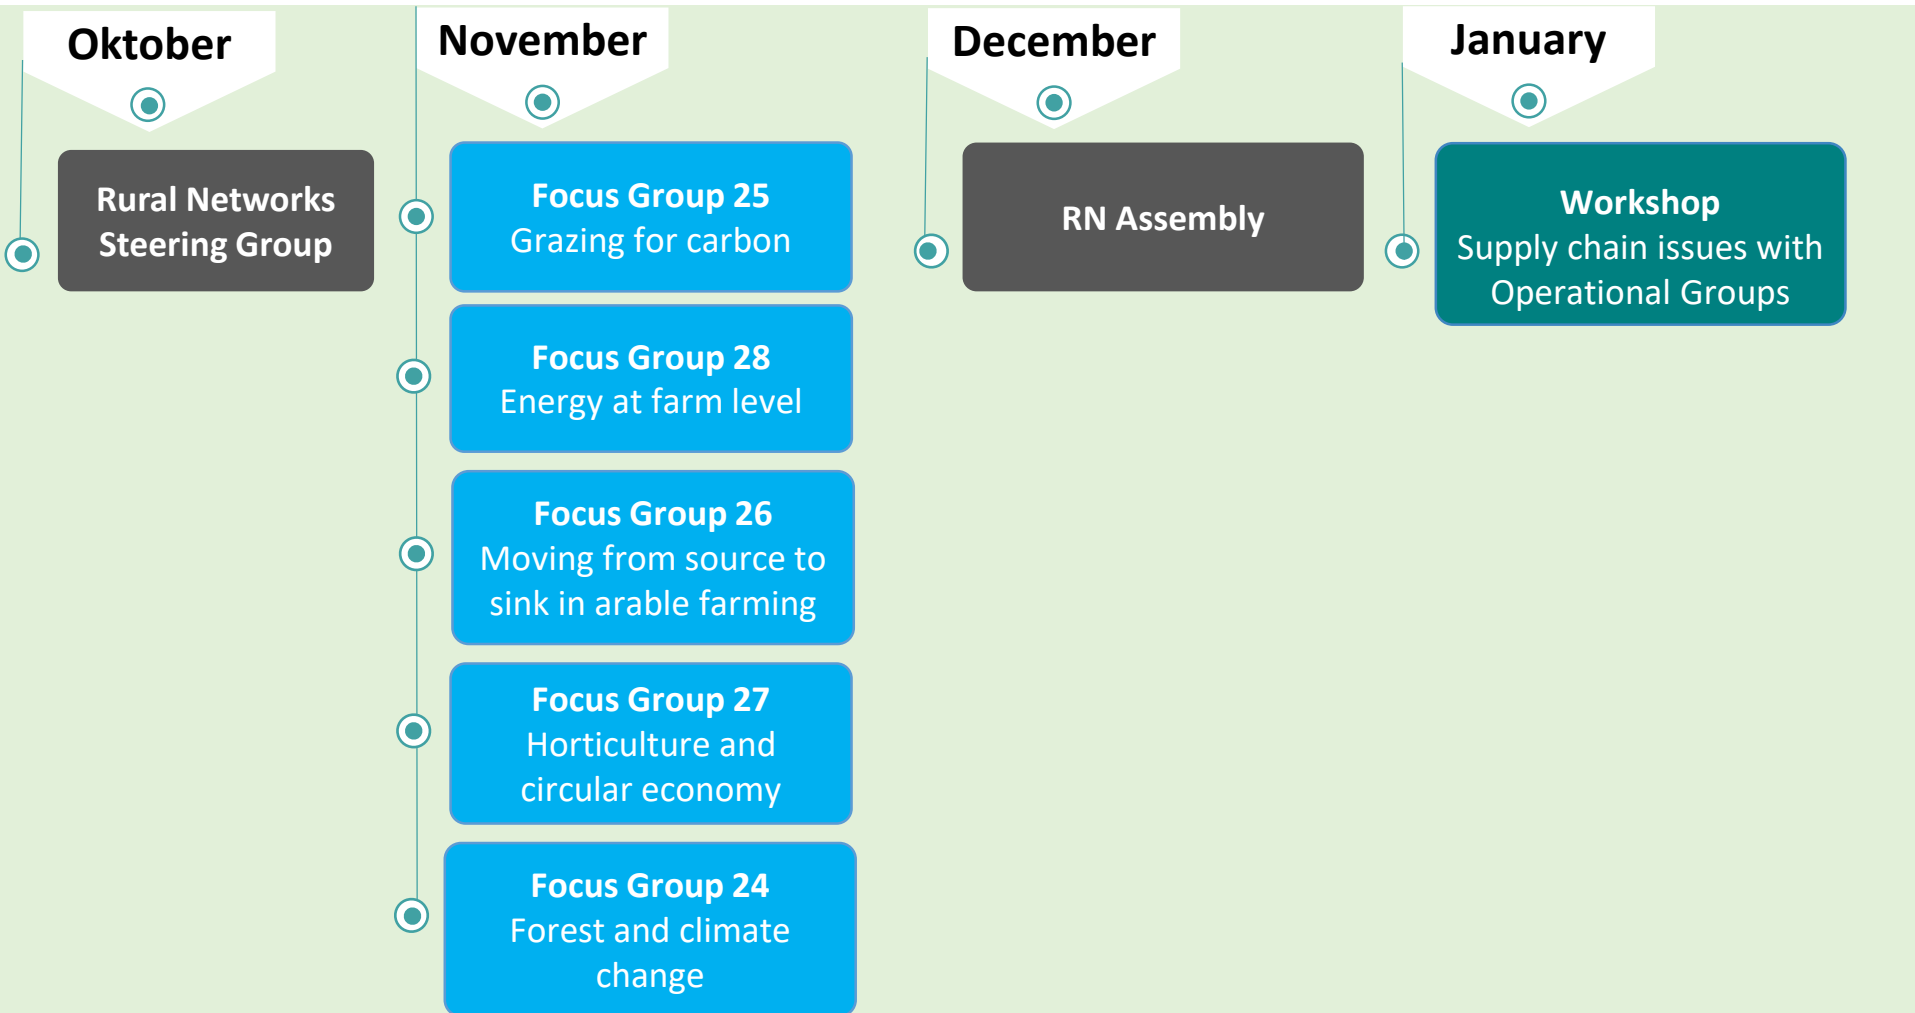 Oktober
Rural Networks
Steering Group
November
Focus Group 25
Grazing for carbon
Focus Group 28
Energy at farm level
Focus Group 26
Moving from source to
sink in arable farming
Focus Group 27
Horticulture and
circular economy
Focus Group 24
Forest and climate
change
December
RN Assembly
January
Workshop
Supply chain issues with
Operational Groups